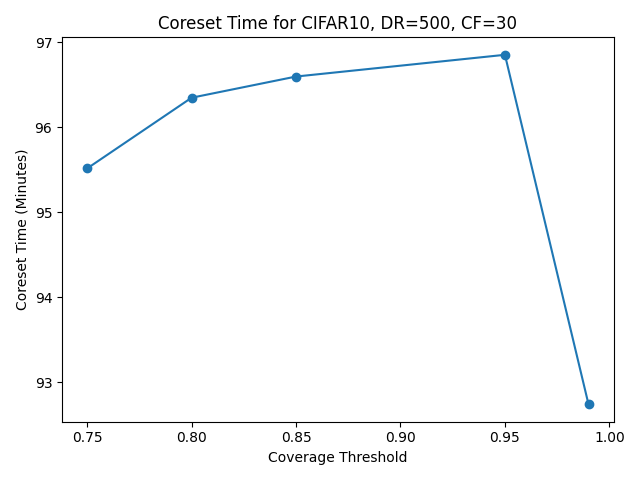 Coreset Time for CIFAR10, DR=500, CF=30
Coreset Time (Minutes)
97
96
95
94
93
0.75 0.80 0.85 0.90 0.95 1.00
Coverage Threshold